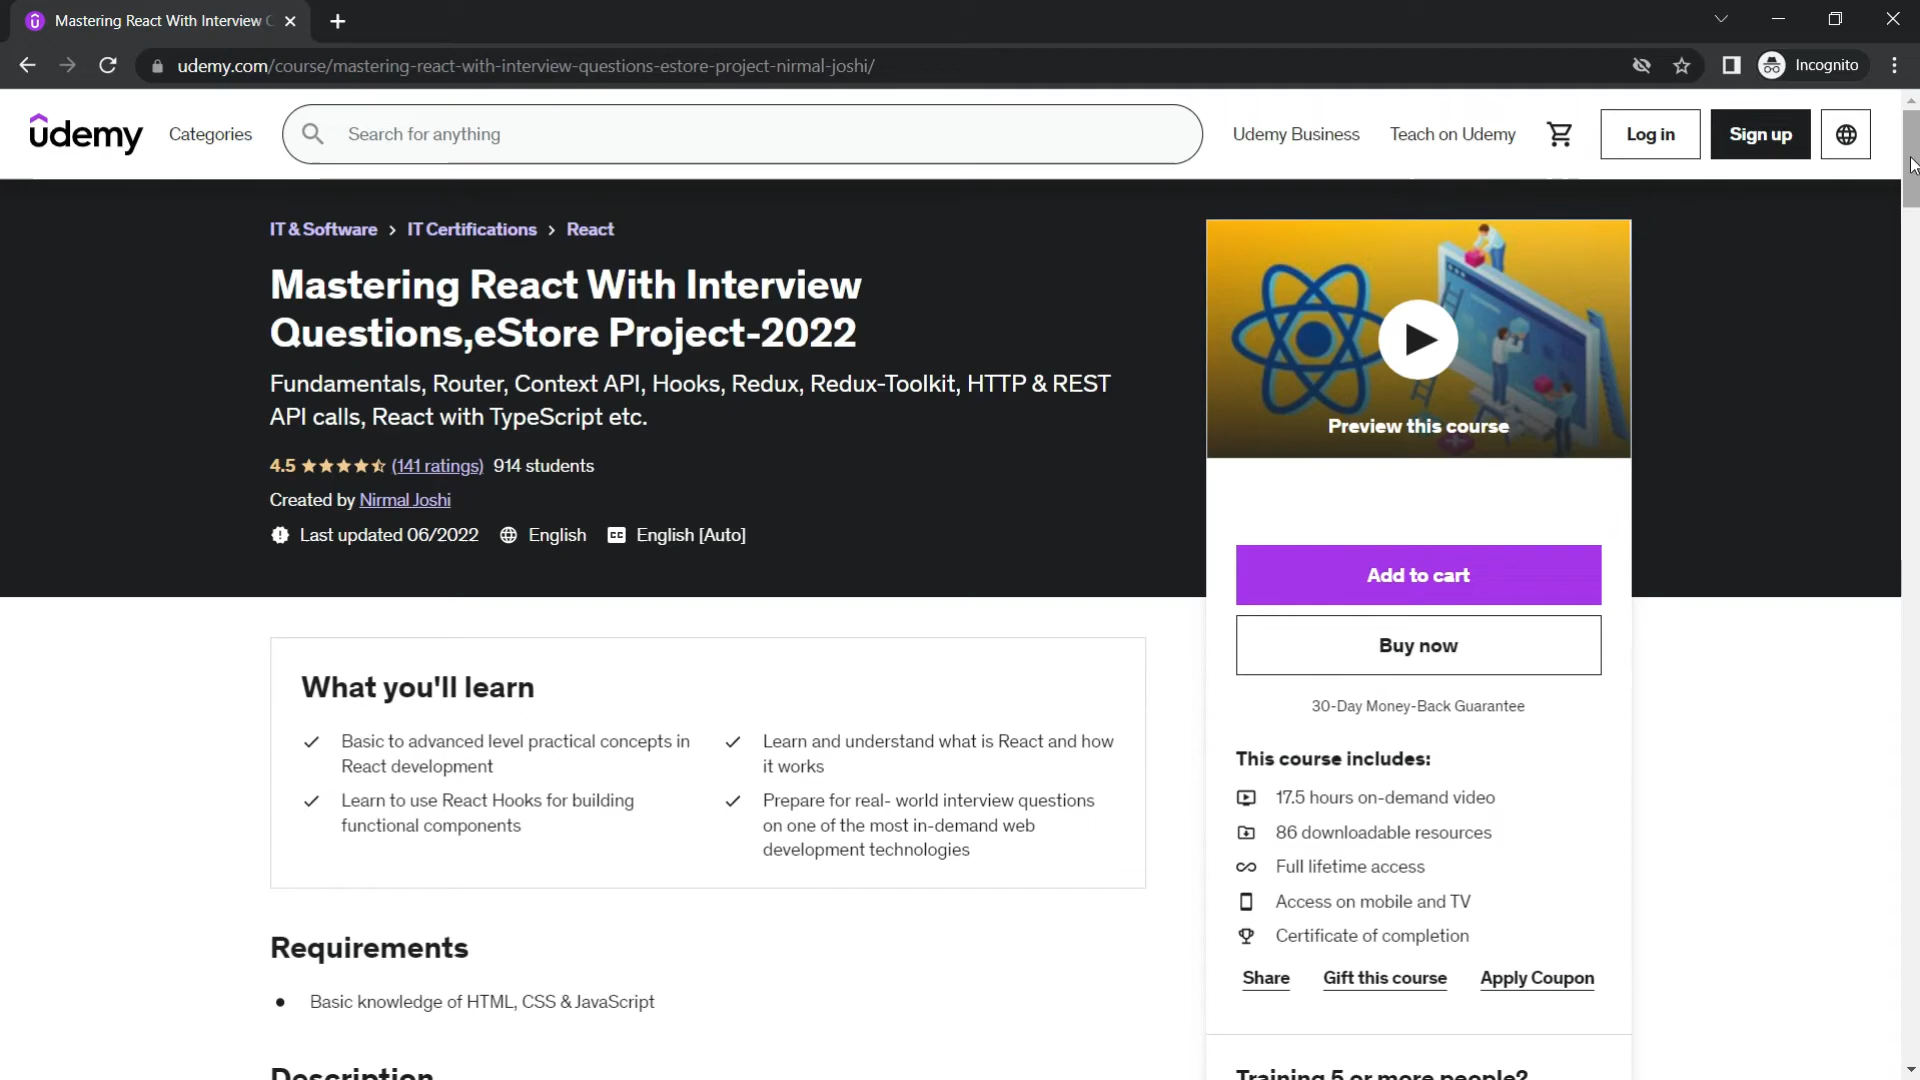 Mastering React With Interview
udemy.com/course/mastering-react-with-interview-questions-estore-project-nirmal-joshi/
Incognito
ûdemy
Categories
Search for anything
Udemy Business
Teach on Udemy
Log in
Sign up
IT & Software > IT Certifications > React
Mastering React With Interview
Questions,eStore Project-2022
Fundamentals, Router, Context API, Hooks, Redux, Redux-Toolkit, HTTP & REST
API calls, React with TypeScript etc.
4.5 (141 ratings) 914 students
Created by Nirmal Joshi
Last updated 06/2022 English CC English [Auto]
Preview this course
Add to cart
Buy now
30-Day Money-Back Guarantee
This course includes:
17.5 hours on-demand video
86 downloadable resources
Full lifetime access
Access on mobile and TV
Certificate of completion
Share Gift this course Apply Coupon
Training 5 or more people?
What you'll learn
Basic to advanced level practical concepts in
React development
Learn to use React Hooks for building
functional components
Learn and understand what is React and how
it works
Prepare for real- world interview questions
on one of the most in-demand web
development technologies
Requirements
Basic knowledge of HTML, CSS & JavaScript
Description